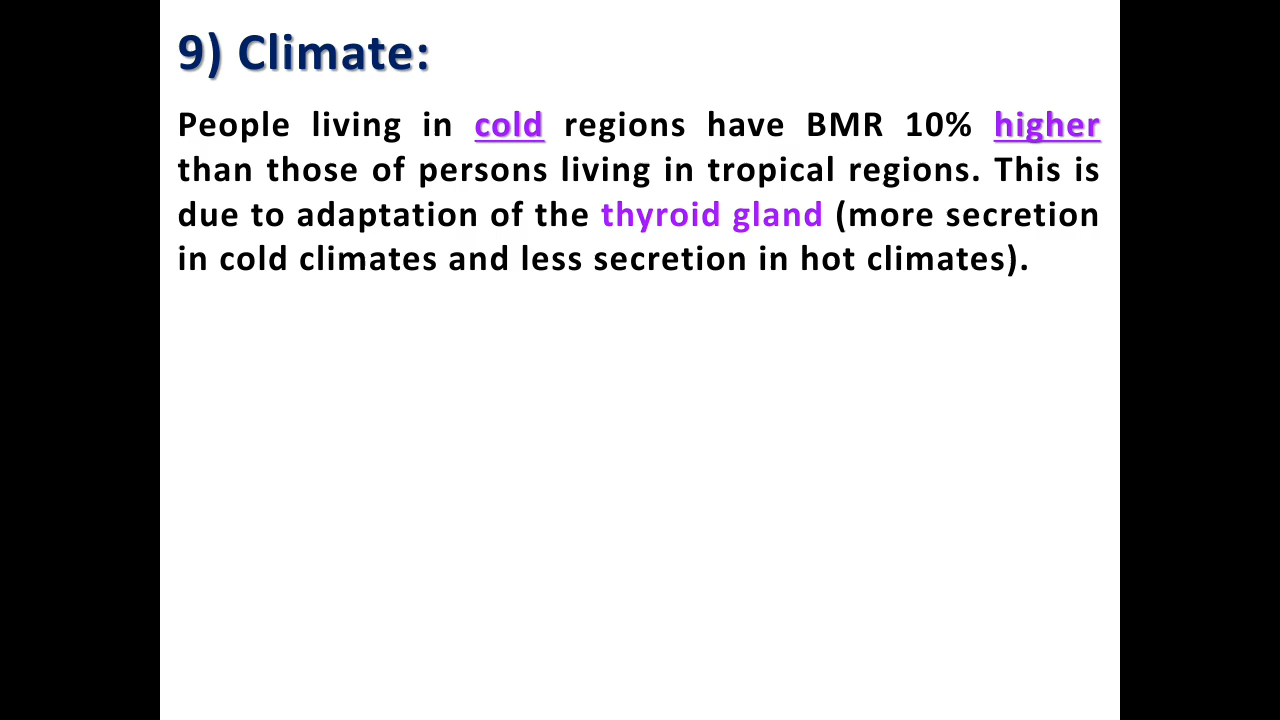 9) Climate:
People living in cold regions have BMR 10% higher
than those of persons living in tropical regions. This is
due to adaptation of the thyroid gland (more secretion
in cold climates and less secretion in hot climates).